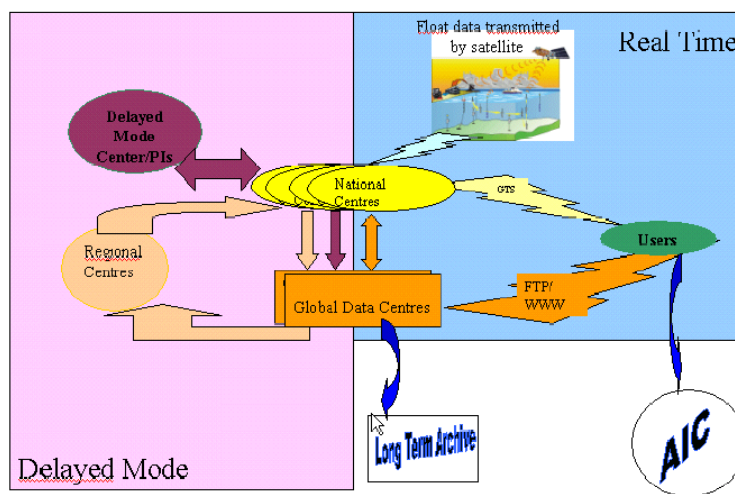 Float data transmitted
by satellite
Real Time
Delayed
Mode
Center/PIs
National
Centres
GTS
Users
Regional
Centres
Global Data Centres
FTP/
WWW
Long Term Archive
AIC
Delayed Mode